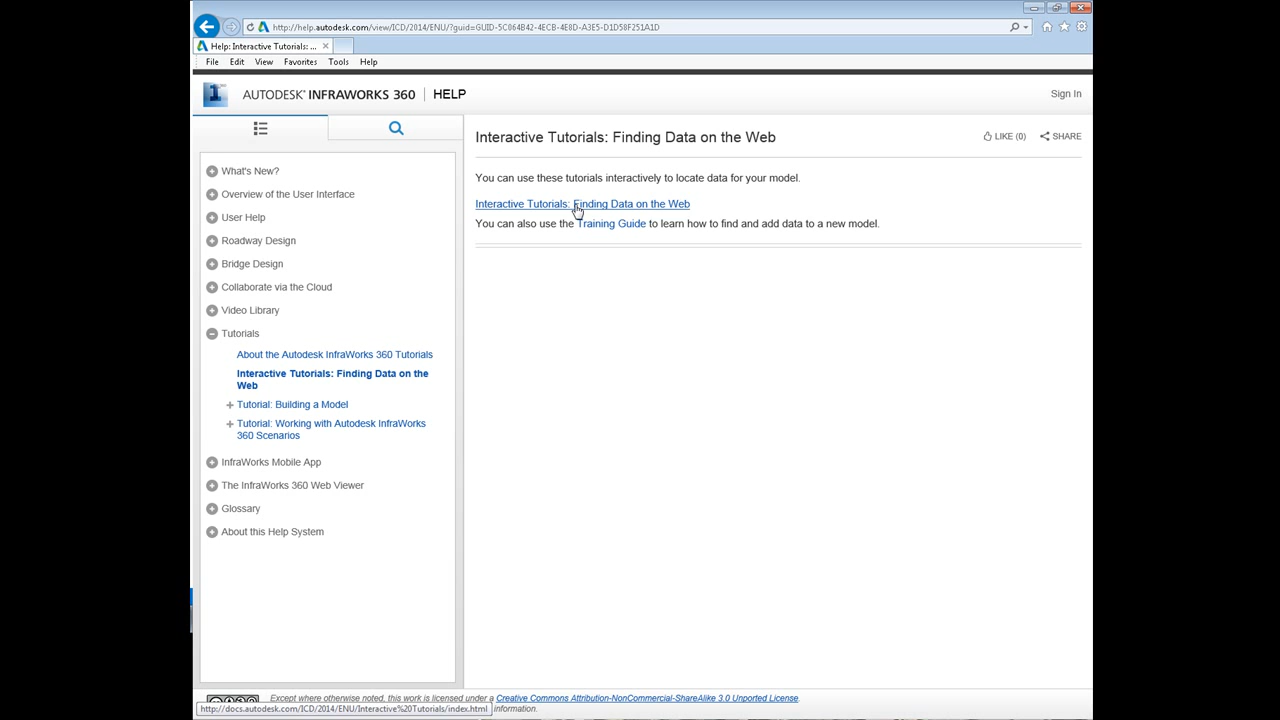 http://help.autodesk.com/view/ICD/2014/ENU/?guid=GUID-5C064B42-4ECB-4E8D-A3E5-D1D58F251A1D
Help: Interactive Tutorials: ...
File Edit View Favorites Tools Help
AUTODESK® INFRAWORKS 360 | HELP
Sign In
Interactive Tutorials: Finding Data on the Web
LIKE (0) SHARE
You can use these tutorials interactively to locate data for your model.
Interactive Tutorials: Finding Data on the Web
You can also use the Training Guide to learn how to find and add data to a new model.
What's New?
Overview of the User Interface
User Help
Roadway Design
Bridge Design
Collaborate via the Cloud
Video Library
Tutorials
About the Autodesk InfraWorks 360 Tutorials
Interactive Tutorials: Finding Data on the
Web
Tutorial: Building a Model
Tutorial: Working with Autodesk InfraWorks
360 Scenarios
InfraWorks Mobile App
The InfraWorks 360 Web Viewer
Glossary
About this Help System
Except where otherwise noted, this work is licensed under a Creative Commons Attribution-NonCommercial-ShareAlike 3.0 Unported License.
http://docs.autodesk.com/ICD/2014/ENU/Interactive%20Tutorials/index.html information.